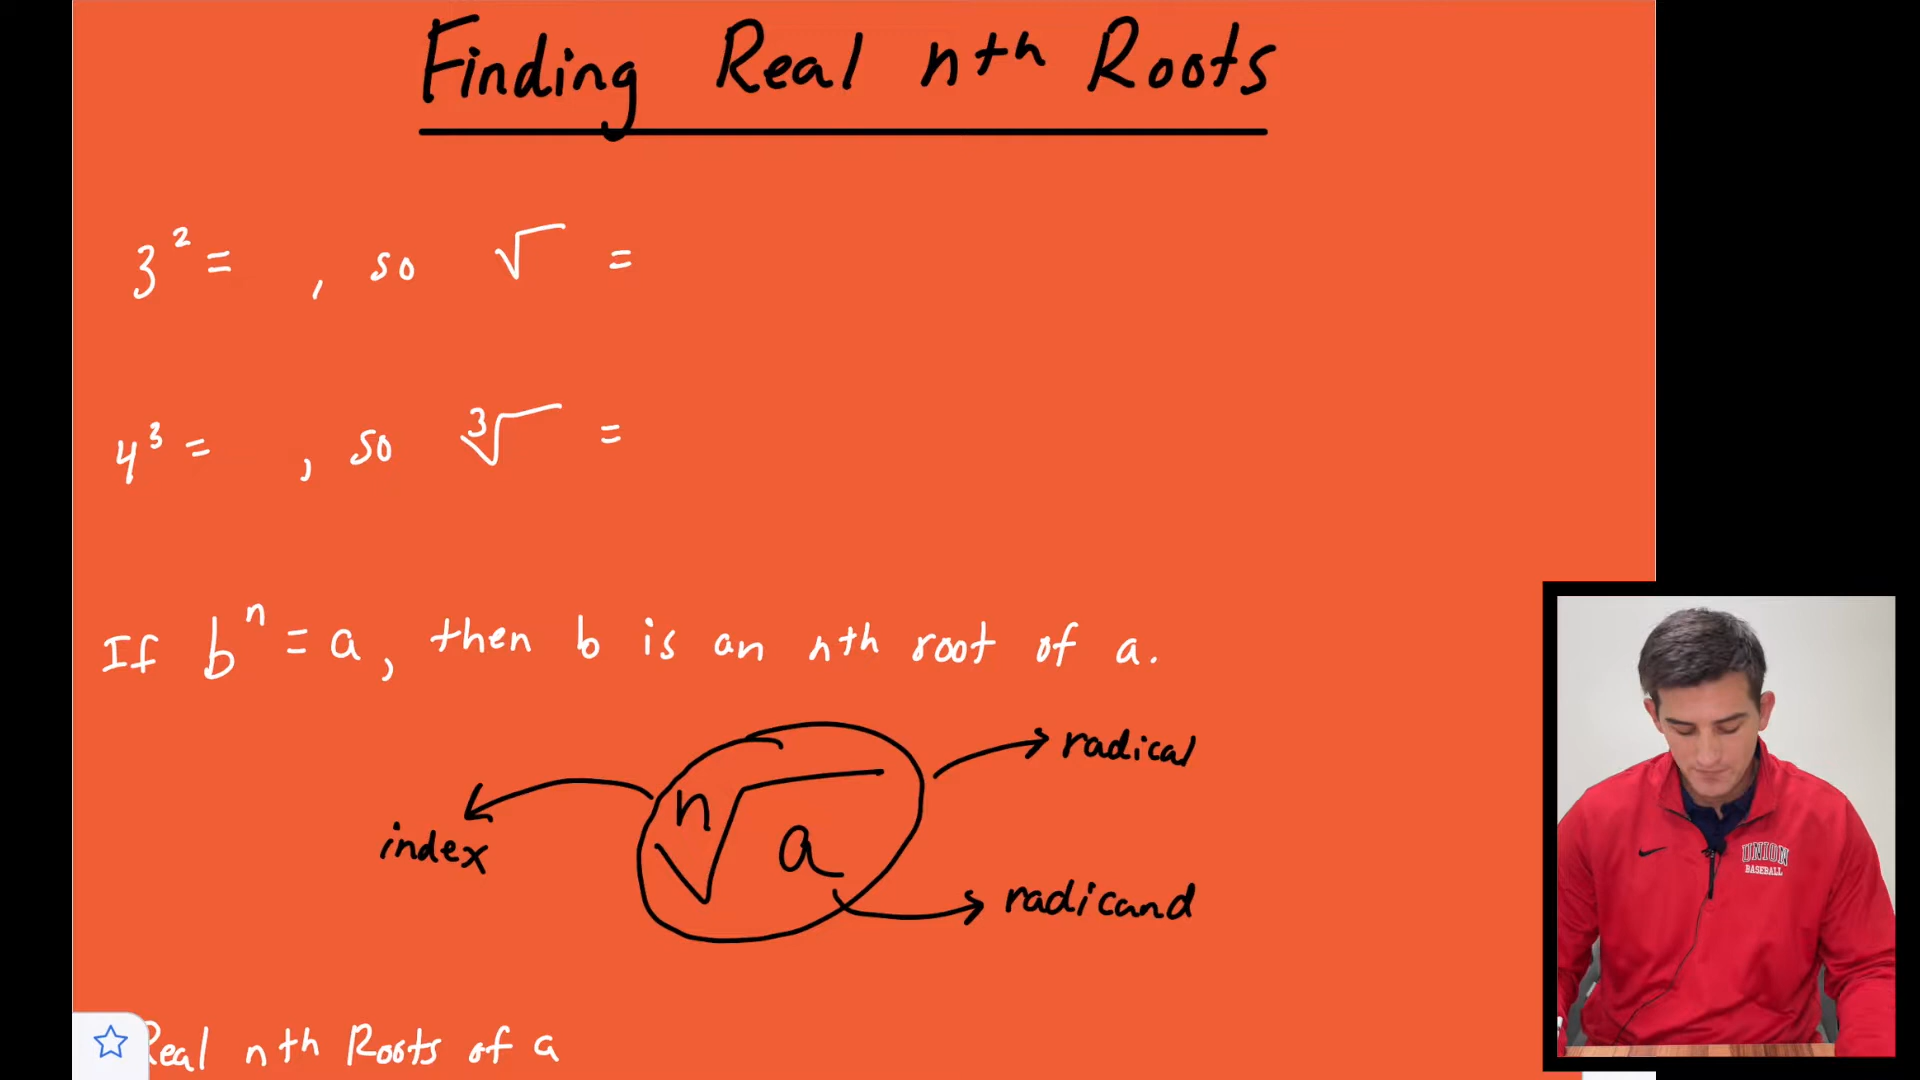 Finding Real nth Roots
3² = , so √ =
4³ = , so ∛ =
If bⁿ = a, then b is an nth root of a.
radical
index
ⁿ√a
radicand
UNION
BASEBALL
Real nth Roots of a